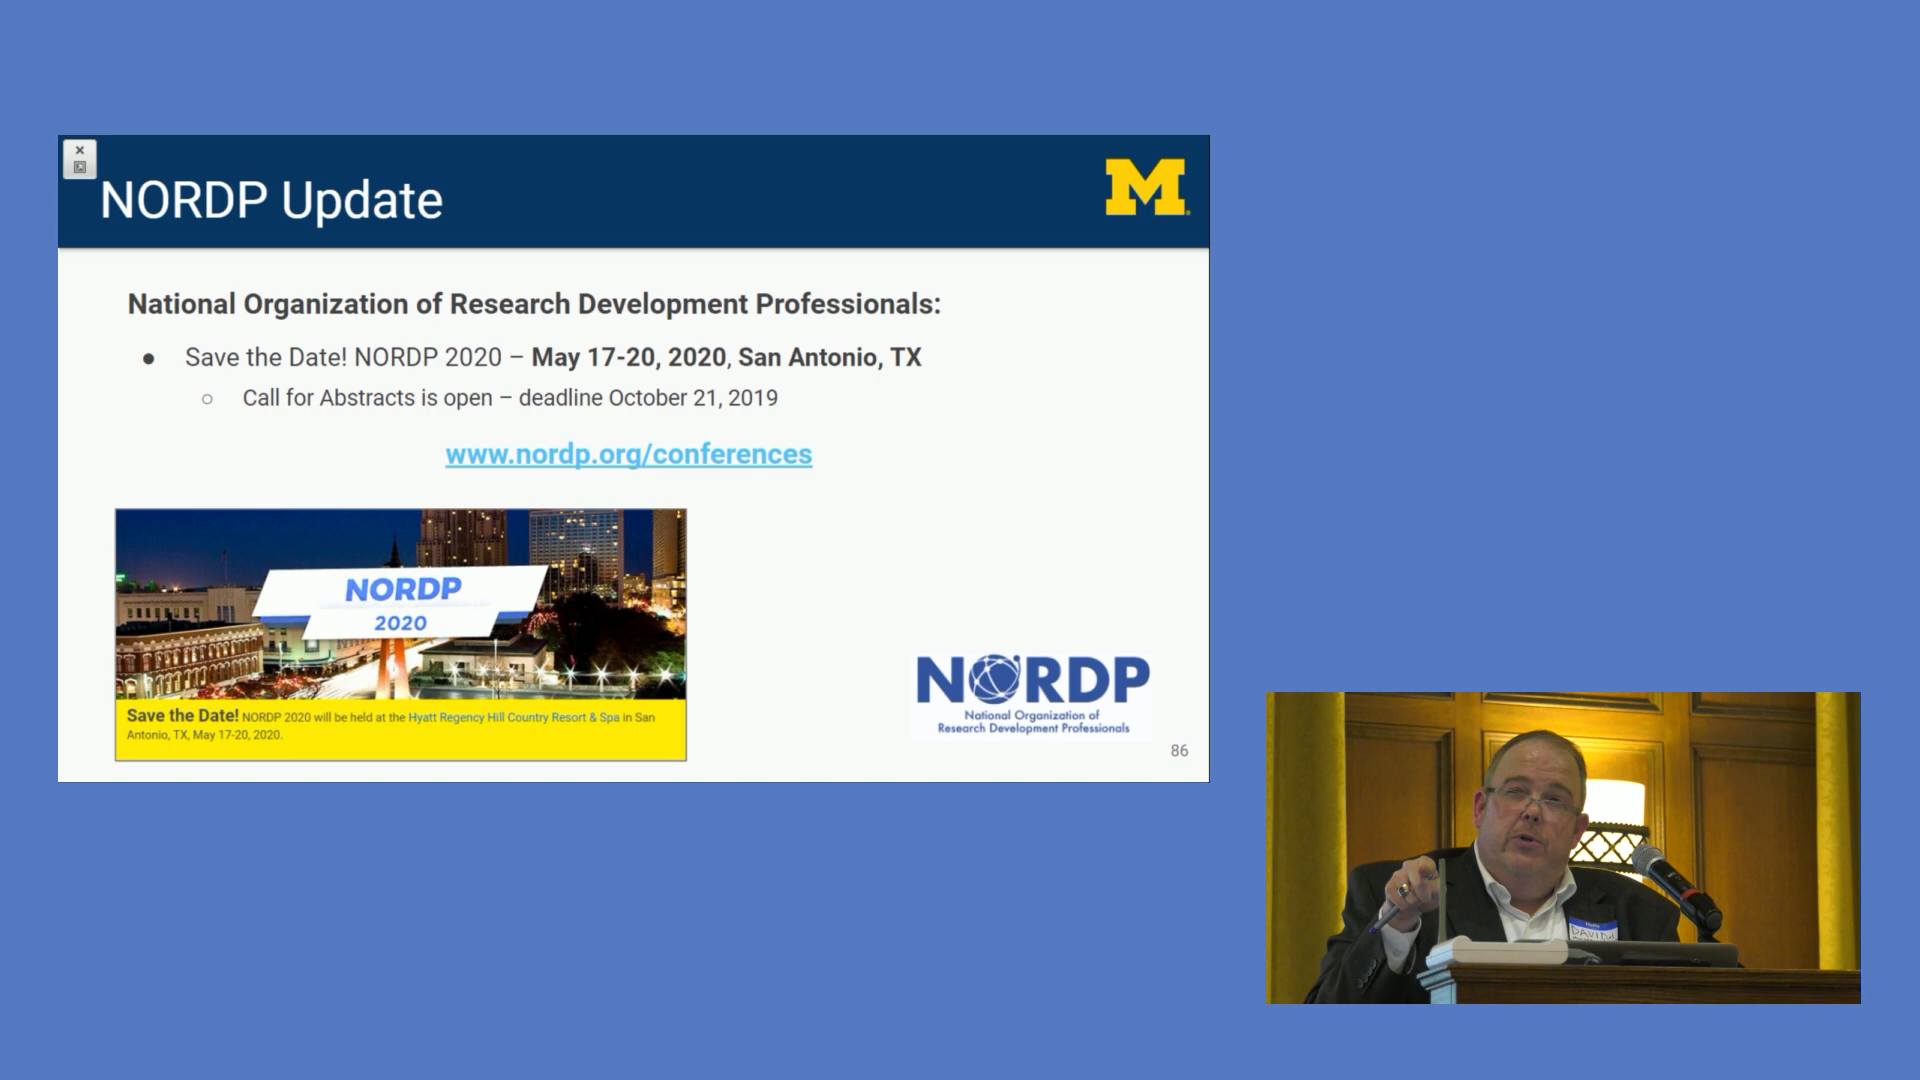 NORDP Update
M
National Organization of Research Development Professionals:
● Save the Date! NORDP 2020 – May 17-20, 2020, San Antonio, TX
○ Call for Abstracts is open – deadline October 21, 2019
www.nordp.org/conferences
NORDP
2020
Save the Date! NORDP 2020 will be held at the Hyatt Regency Hill Country Resort & Spa in San
Antonio, TX, May 17-20, 2020.
NORDP
National Organization of
Research Development Professionals
86
DAVID